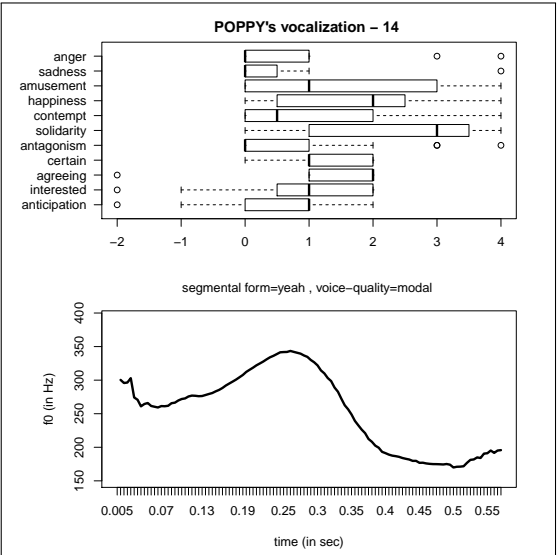 POPPY's vocalization − 14
anger
sadness
amusement
happiness
contempt
solidarity
antagonism
certain
agreeing
interested
anticipation
−2 −1 0 1 2 3 4
segmental form=yeah , voice−quality=modal
f0 (in Hz)
400
350
300
250
200
150
0.005 0.07 0.13 0.19 0.25 0.3 0.35 0.4 0.45 0.5 0.55
time (in sec)